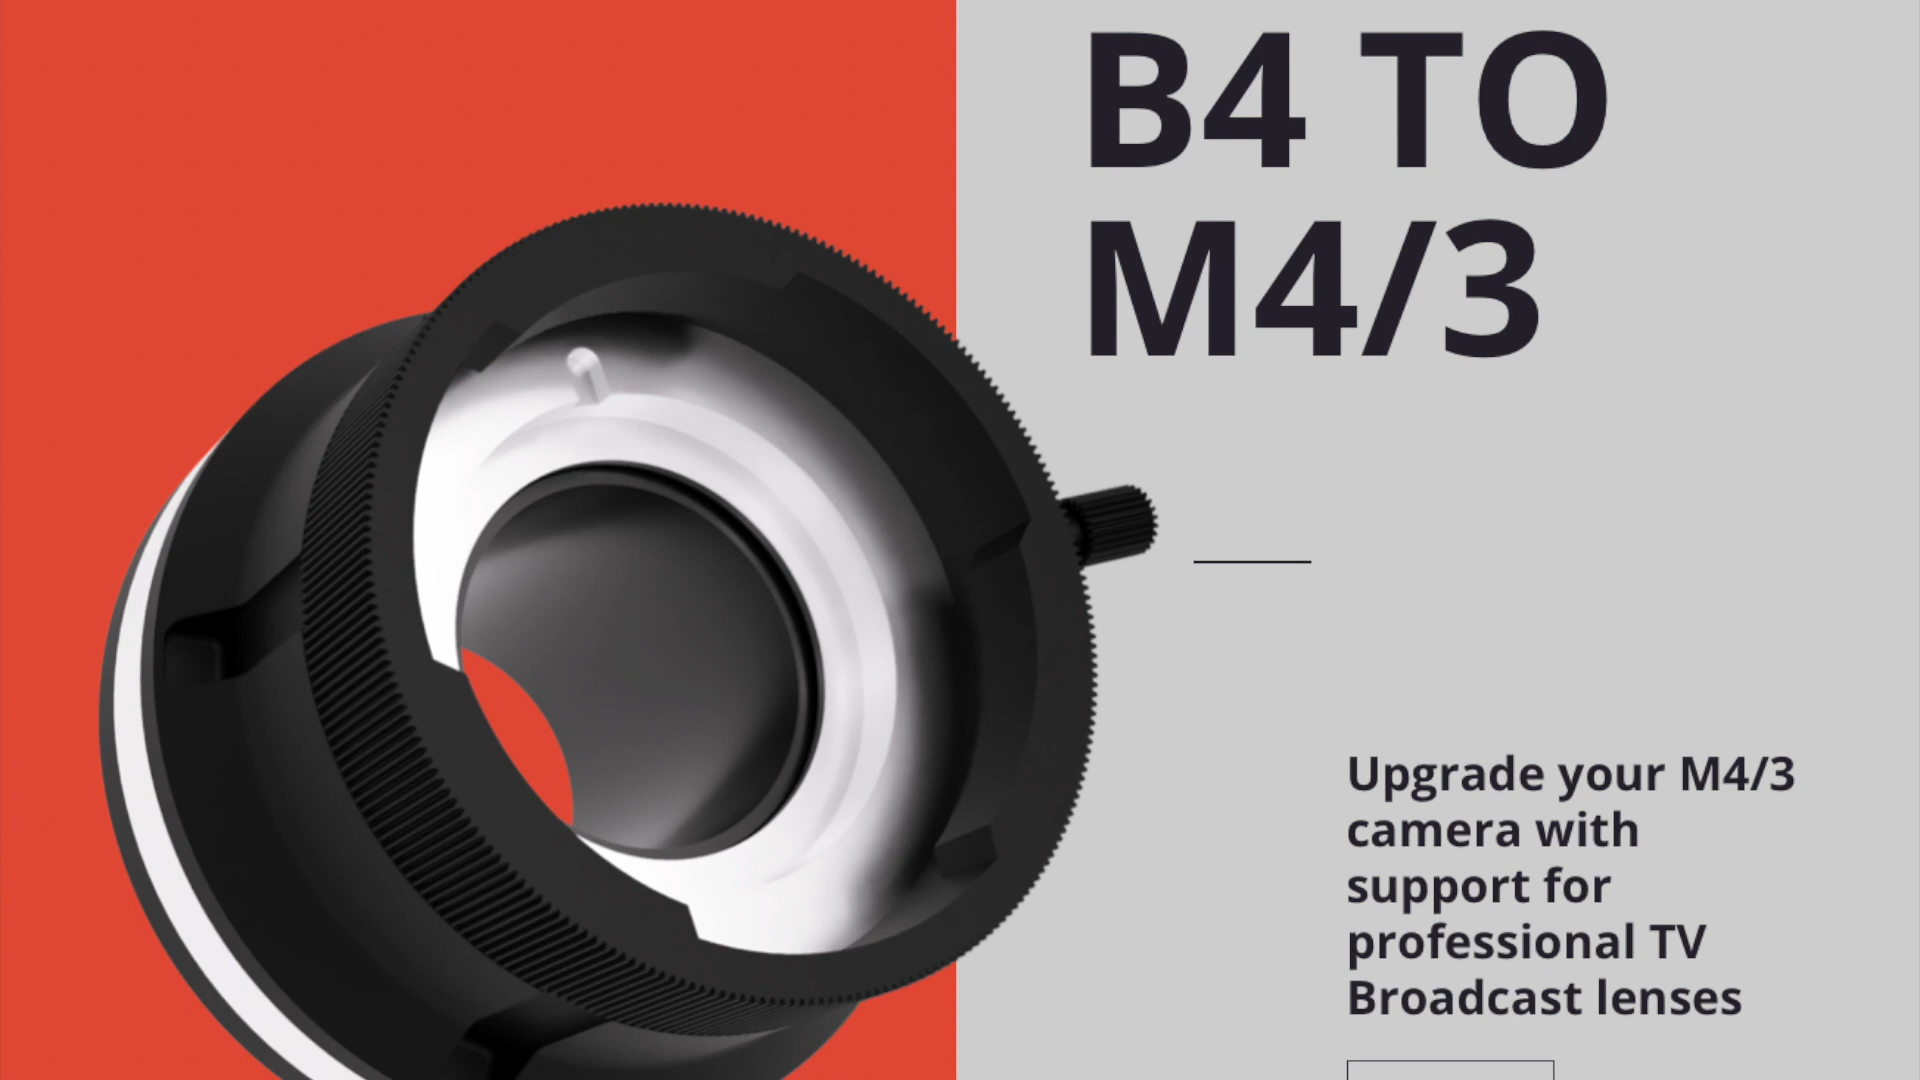 B4 TO
M4/3
Upgrade your M4/3
camera with
support for
professional TV
Broadcast lenses